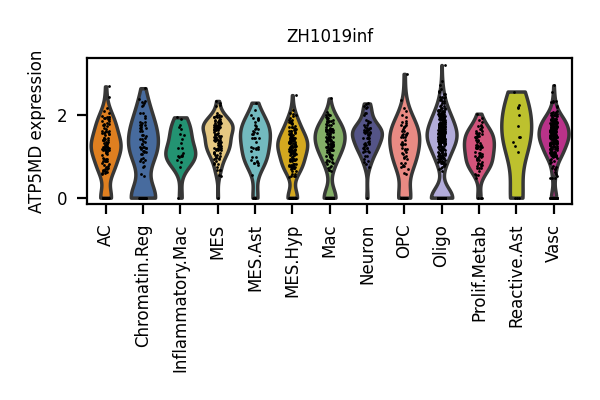 ZH1019inf
ATP5MD expression
2
0
AC
Chromatin.Reg
Inflammatory.Mac
MES
MES.Ast
MES.Hyp
Mac
Neuron
OPC
Oligo
Prolif.Metab
Reactive.Ast
Vasc